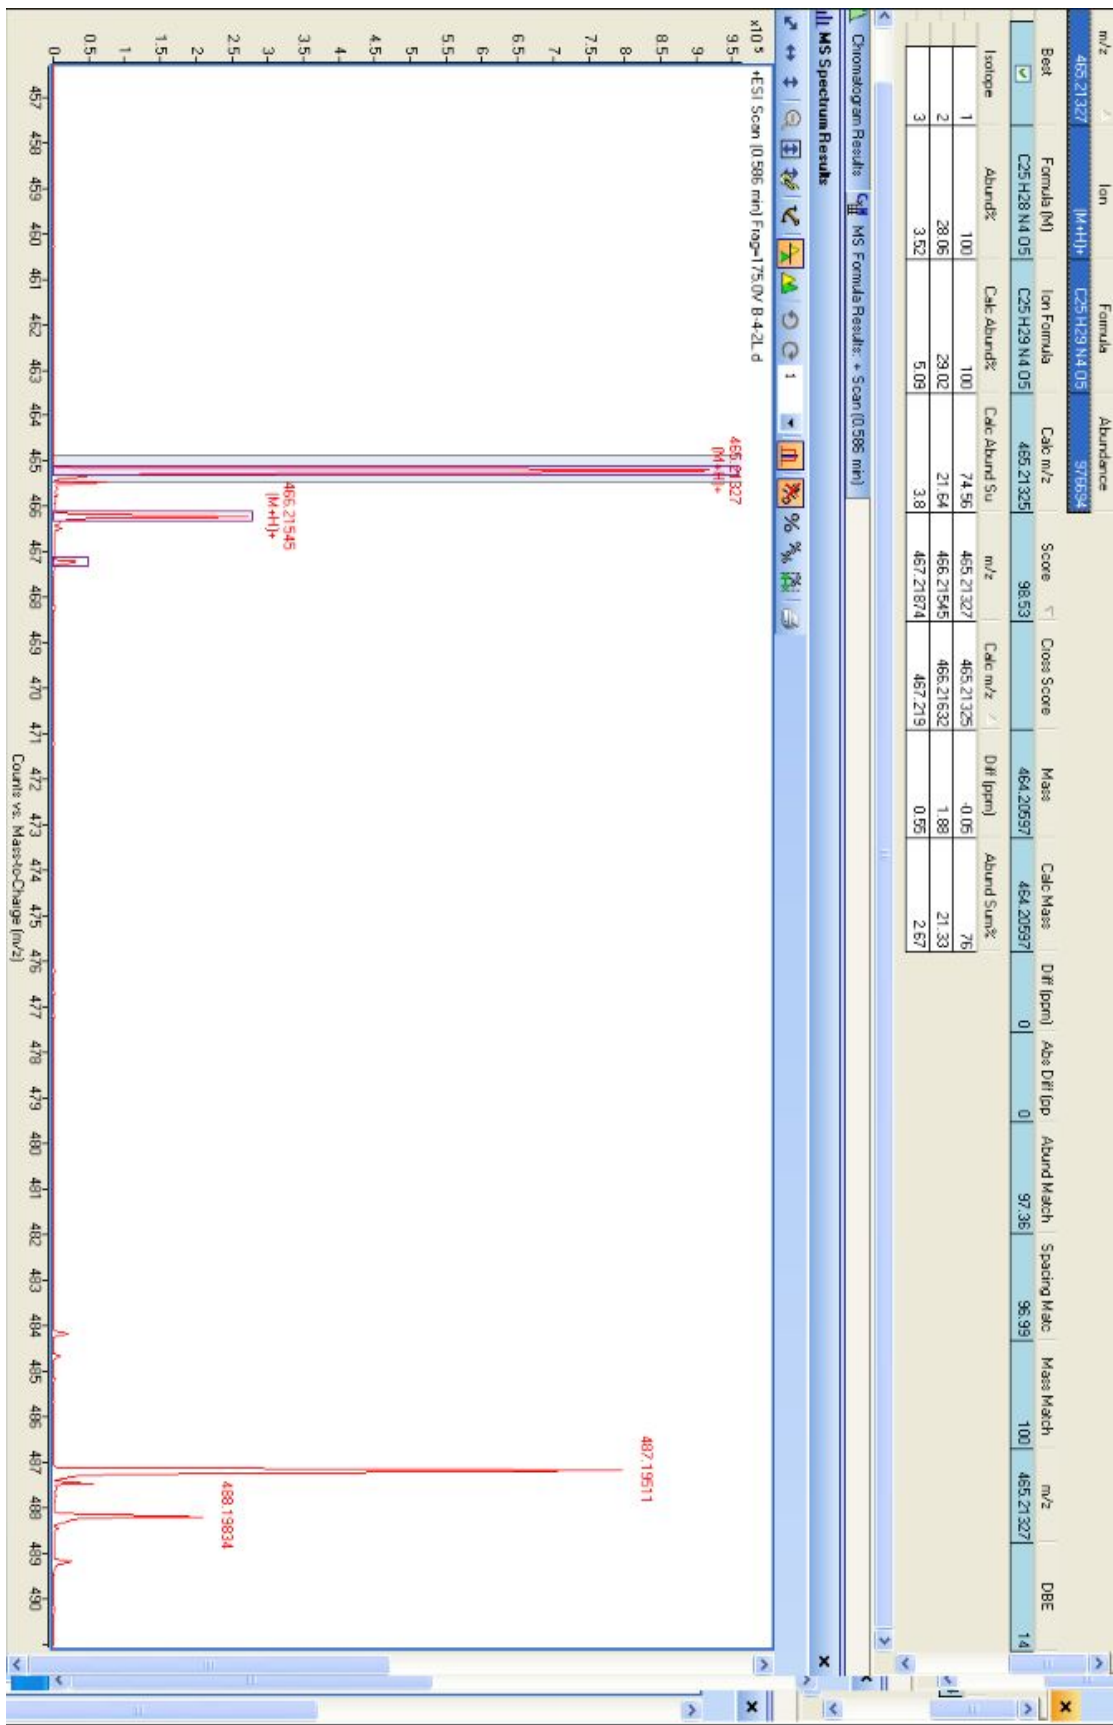 m/z Ion Formula Abundance
465.21327 (M+H)+ C25 H29 N4 O5 976694
Best Formula (M) Ion Formula Calc m/z Score Cross Score Mass Calc Mass Diff (ppm) Abs Diff (pp Abund Match Spacing Matc Mass Match m/z DBE
C25 H28 N4 O5 C25 H29 N4 O5 465.21325 98.53 464.20597 464.20597 0 0 97.36 96.99 100 465.21327 14
Isotope Abund% Calc Abund% Calc Abund Su m/z Calc m/z Diff (ppm) Abund Sum%
1 100 100 74.56 465.21327 465.21325 -0.05 76
2 28.06 29.02 21.64 466.21545 466.21632 1.88 21.33
3 3.52 5.09 3.8 467.21874 467.219 0.55 2.67
Chromatogram Results MS Formula Results: + Scan (0.586 min)
MS Spectrum Results
1 % %
x10 5
+ESI Scan (0.586 min) Frag=175.0V B-4-2L.d
9.5
9
8.5
8
7.5
7
6.5
6
5.5
5
4.5
4
3.5
3
2.5
2
1.5
1
0.5
0
465.21327
(M+H)+
466.21545
(M+H)+
487.19511
488.19834
457 458 459 460 461 462 463 464 465 466 467 468 469 470 471 472 473 474 475 476 477 478 479 480 481 482 483 484 485 486 487 488 489 490
Counts vs. Mass-to-Charge (m/z)